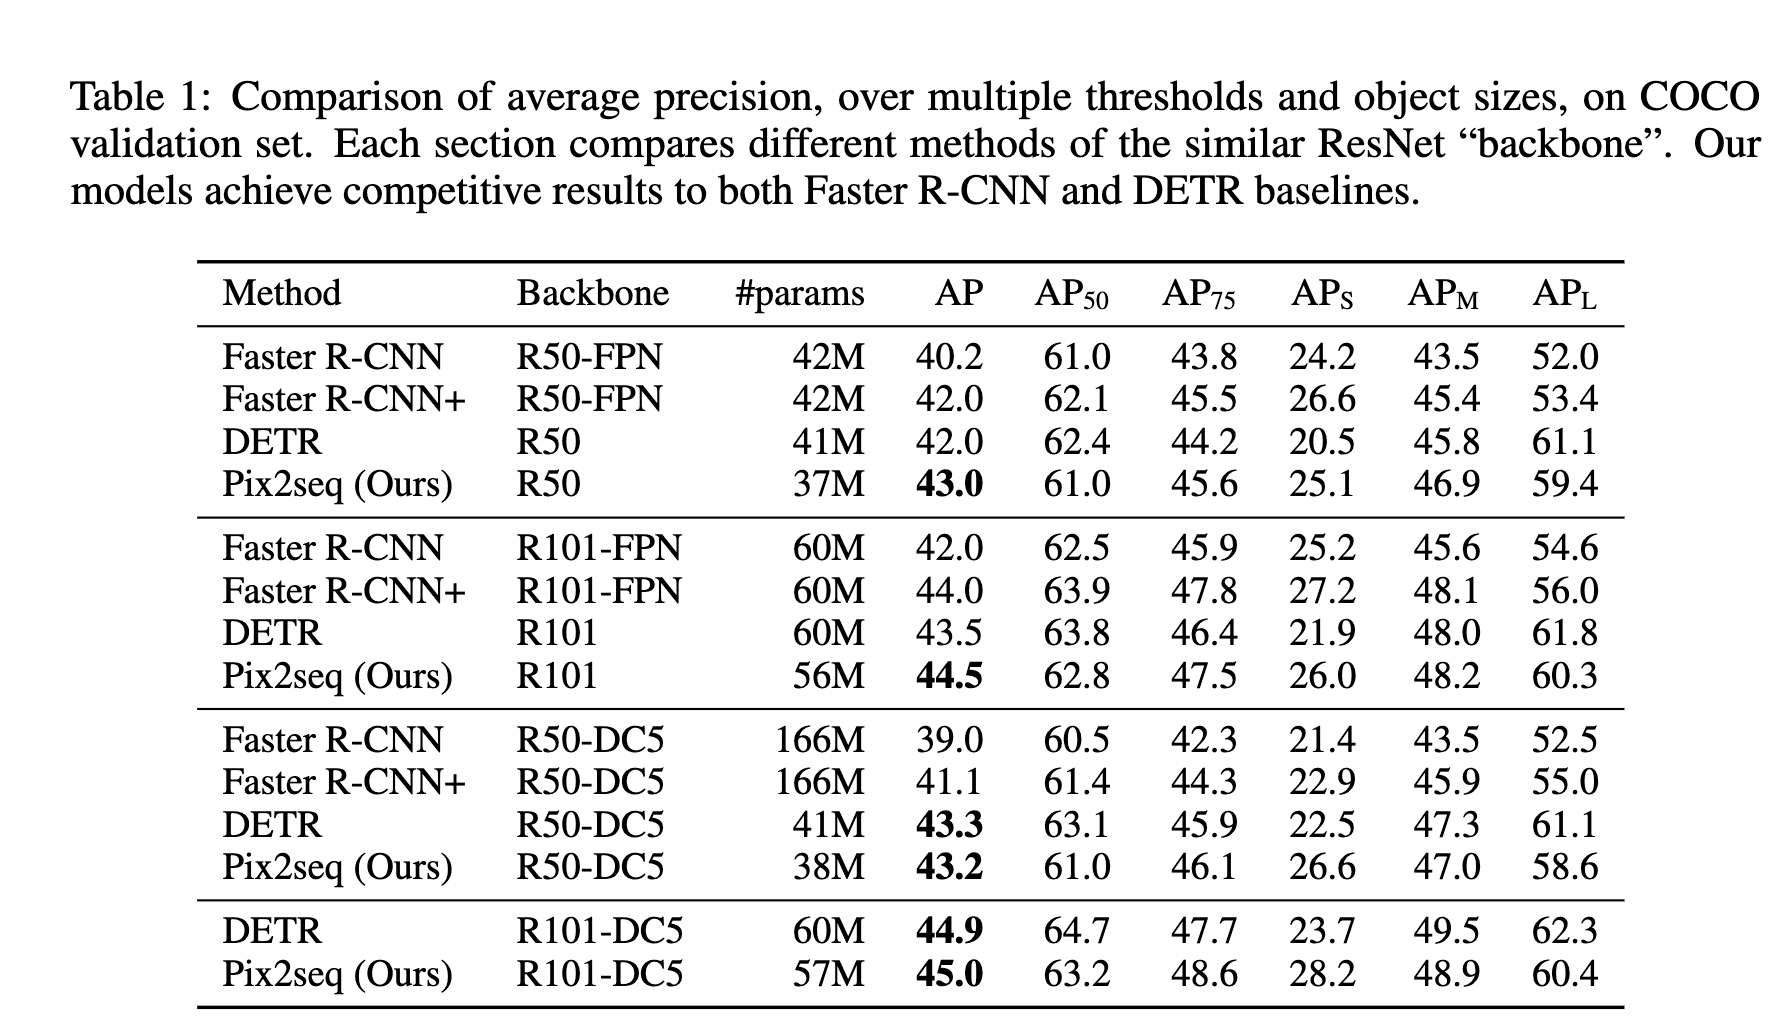 Table 1: Comparison of average precision, over multiple thresholds and object sizes, on COCO
validation set. Each section compares different methods of the similar ResNet “backbone”. Our
models achieve competitive results to both Faster R-CNN and DETR baselines.
Method Backbone #params AP AP50 AP75 APS APM APL
Faster R-CNN R50-FPN 42M 40.2 61.0 43.8 24.2 43.5 52.0
Faster R-CNN+ R50-FPN 42M 42.0 62.1 45.5 26.6 45.4 53.4
DETR R50 41M 42.0 62.4 44.2 20.5 45.8 61.1
Pix2seq (Ours) R50 37M 43.0 61.0 45.6 25.1 46.9 59.4
Faster R-CNN R101-FPN 60M 42.0 62.5 45.9 25.2 45.6 54.6
Faster R-CNN+ R101-FPN 60M 44.0 63.9 47.8 27.2 48.1 56.0
DETR R101 60M 43.5 63.8 46.4 21.9 48.0 61.8
Pix2seq (Ours) R101 56M 44.5 62.8 47.5 26.0 48.2 60.3
Faster R-CNN R50-DC5 166M 39.0 60.5 42.3 21.4 43.5 52.5
Faster R-CNN+ R50-DC5 166M 41.1 61.4 44.3 22.9 45.9 55.0
DETR R50-DC5 41M 43.3 63.1 45.9 22.5 47.3 61.1
Pix2seq (Ours) R50-DC5 38M 43.2 61.0 46.1 26.6 47.0 58.6
DETR R101-DC5 60M 44.9 64.7 47.7 23.7 49.5 62.3
Pix2seq (Ours) R101-DC5 57M 45.0 63.2 48.6 28.2 48.9 60.4